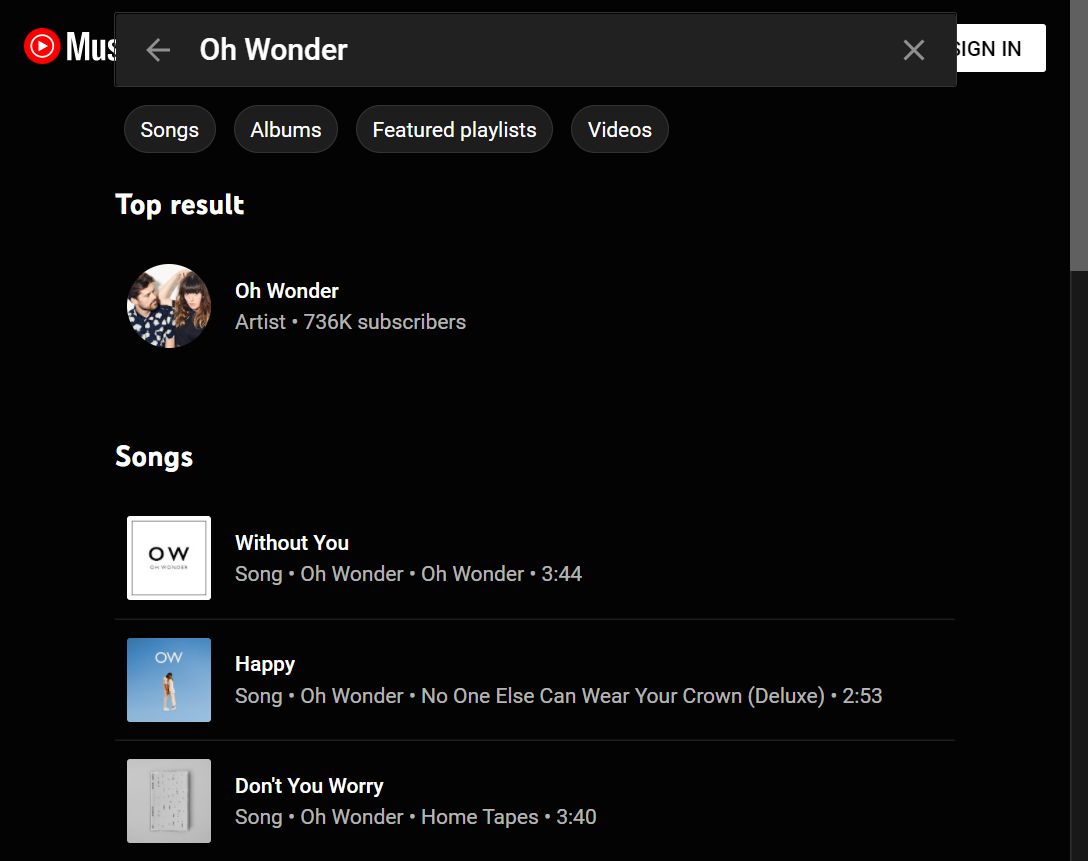 Mus
Oh Wonder
SIGN IN
Songs
Albums
Featured playlists
Videos
Top result
Oh Wonder
Artist • 736K subscribers
Songs
OW
OH WONDER
Without You
Song • Oh Wonder • Oh Wonder • 3:44
OW
Happy
Song • Oh Wonder • No One Else Can Wear Your Crown (Deluxe) • 2:53
Don't You Worry
Song • Oh Wonder • Home Tapes • 3:40